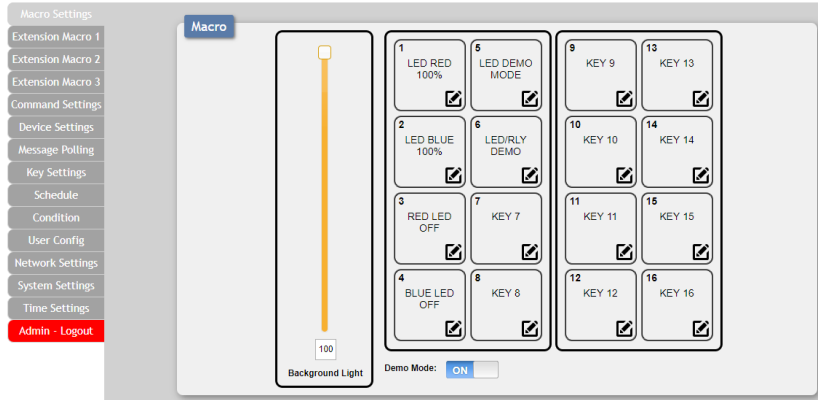 Macro Settings
Extension Macro 1
Extension Macro 2
Extension Macro 3
Command Settings
Device Settings
Message Polling
Key Settings
Schedule
Condition
User Config
Network Settings
System Settings
Time Settings
Admin - Logout
Macro
100
Background Light
1
LED RED
100%
5
LED DEMO
MODE
2
LED BLUE
100%
6
LED/RLY
DEMO
3
RED LED
OFF
7
KEY 7
4
BLUE LED
OFF
8
KEY 8
9
KEY 9
13
KEY 13
10
KEY 10
14
KEY 14
11
KEY 11
15
KEY 15
12
KEY 12
16
KEY 16
Demo Mode: ON